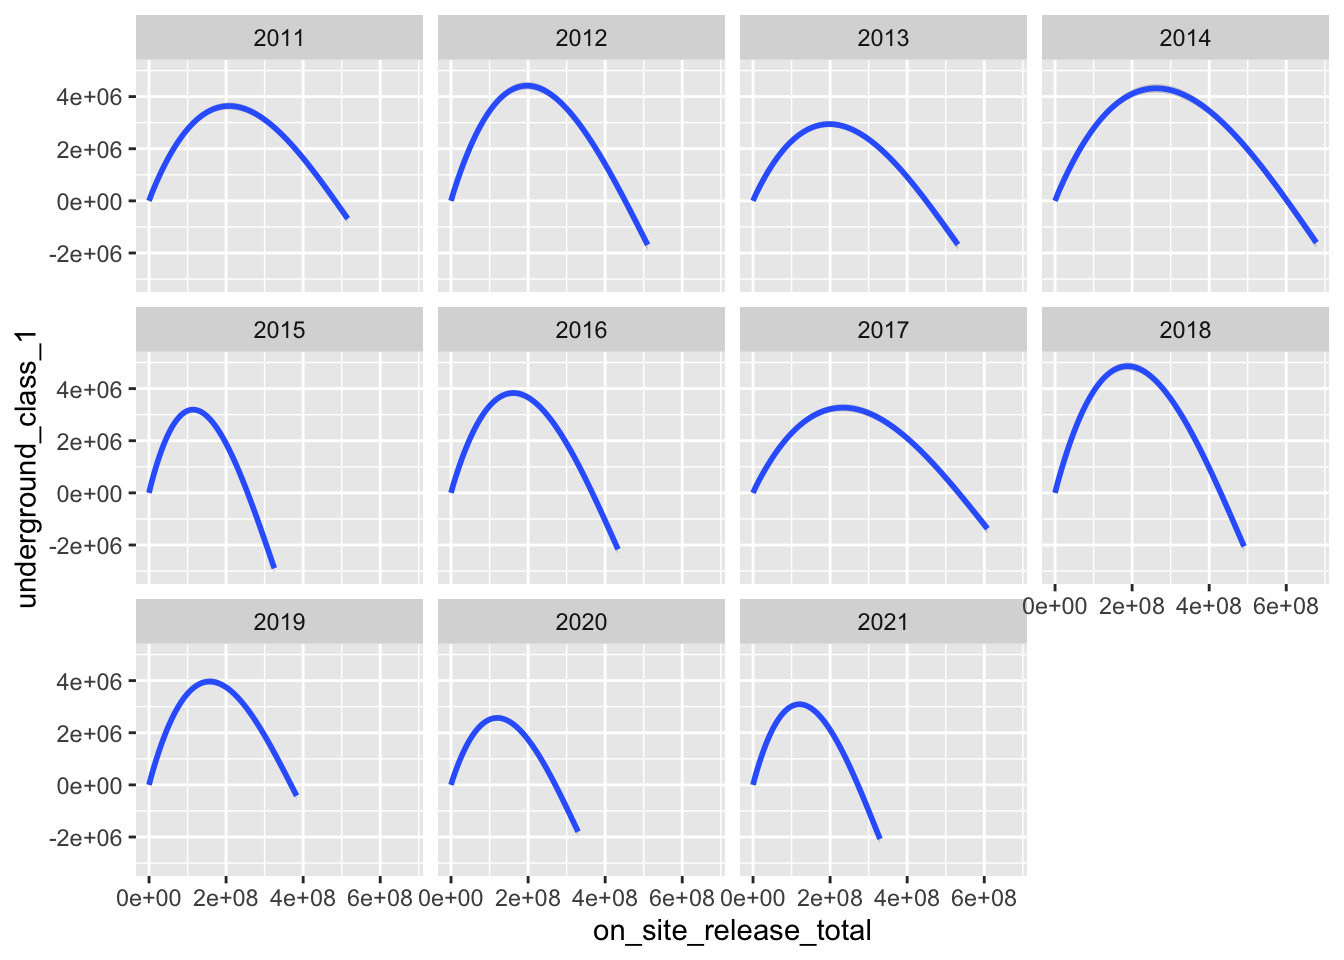 2011 2012 2013 2014
4e+06
2e+06
0e+00
-2e+06
2015 2016 2017 2018
4e+06
2e+06
0e+00
-2e+06
0e+00 2e+08 4e+08 6e+08
2019 2020 2021
4e+06
2e+06
0e+00
-2e+06
0e+00 2e+08 4e+08 6e+08 0e+00 2e+08 4e+08 6e+08 0e+00 2e+08 4e+08 6e+08
on_site_release_total
underground_class_1